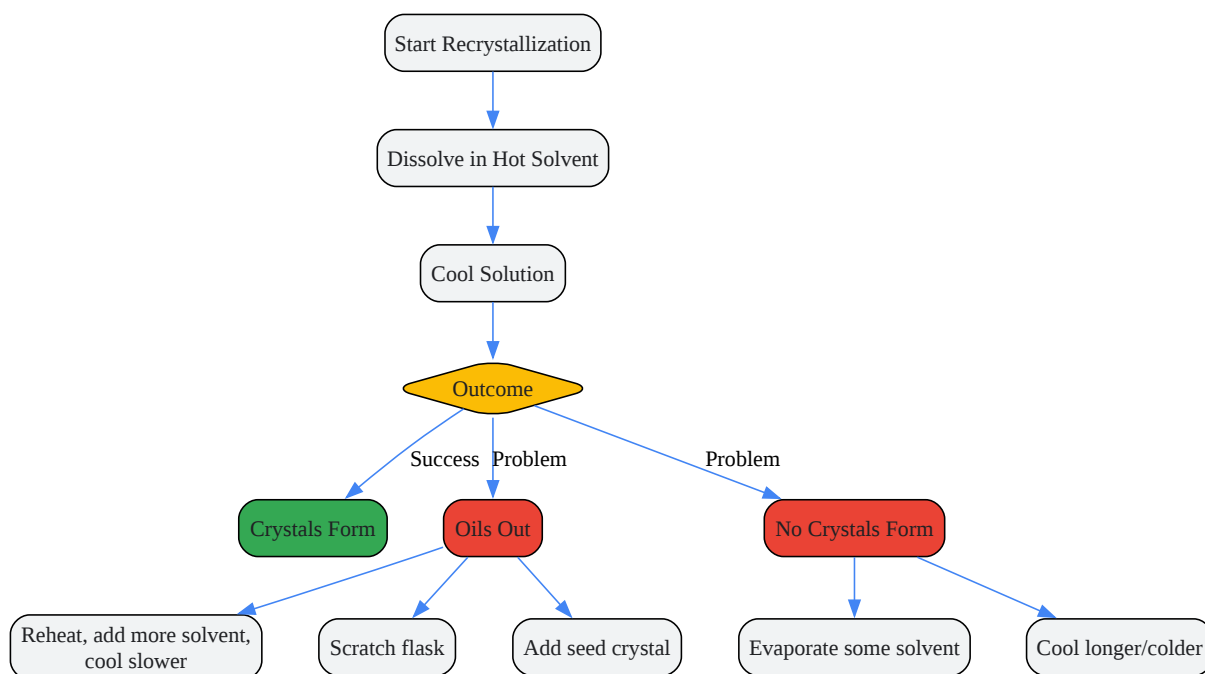 Start Recrystallization
Dissolve in Hot Solvent
Cool Solution
Outcome
Success
Problem
Problem
Crystals Form
Oils Out
No Crystals Form
Reheat, add more solvent,
cool slower
Scratch flask
Add seed crystal
Evaporate some solvent
Cool longer/colder